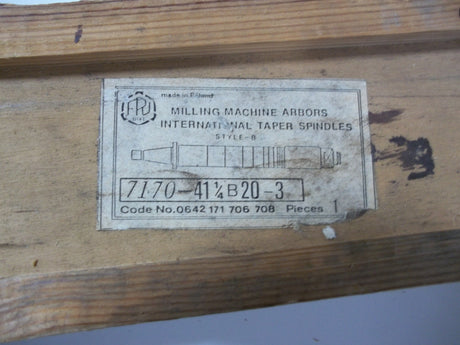 made in Poland
FPU
MILLING MACHINE ARBORS
INTERNATIONAL TAPER SPINDLES
STYLE-B
7170-41¼B20-3
Code No.0642 171 706 708 Pieces 1